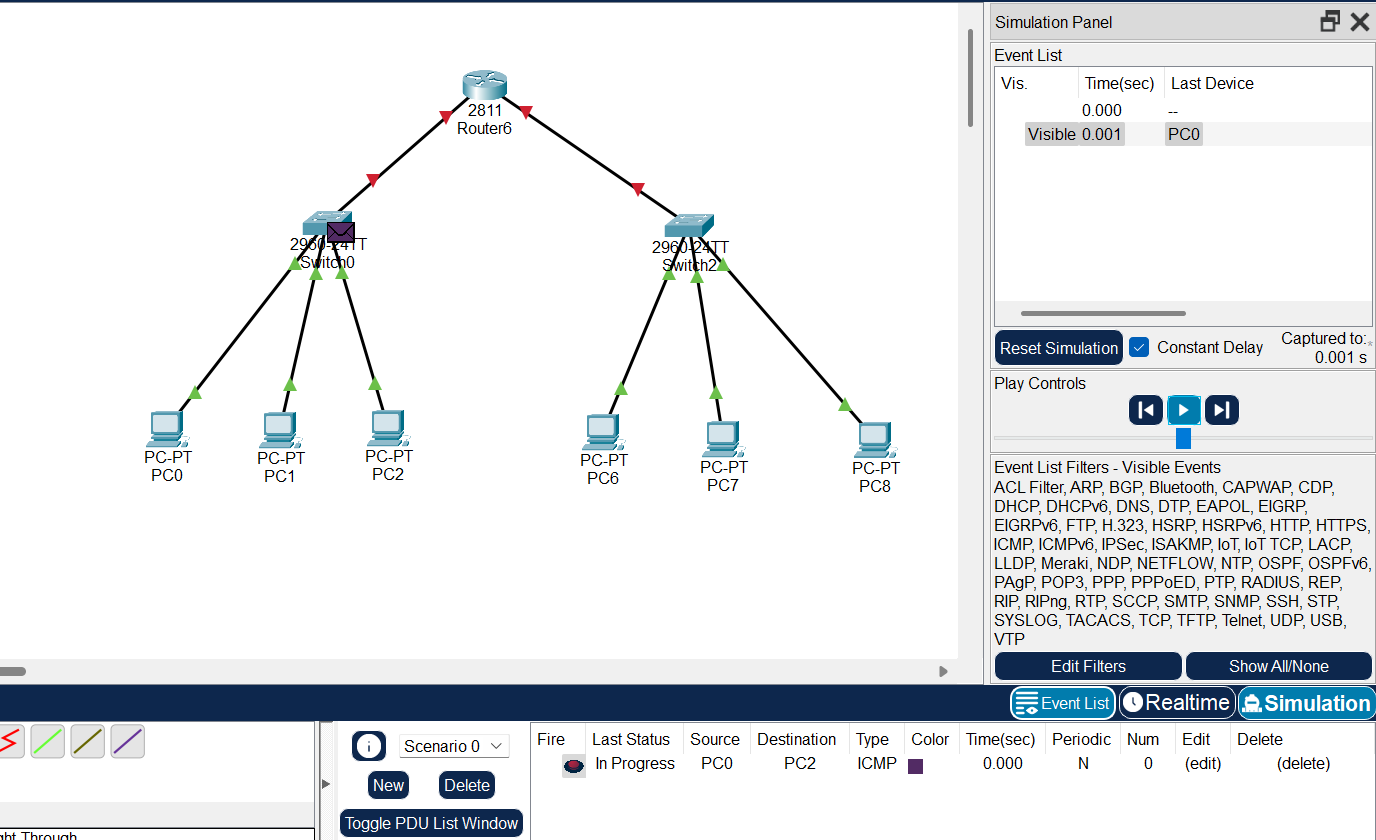 Simulation Panel
Event List
Vis. Time(sec) Last Device
0.000 --
Visible 0.001 PC0
2811
Router6
2960-24TT
Switch0
2960-24TT
Switch2
PC-PT
PC0
PC-PT
PC1
PC-PT
PC2
PC-PT
PC6
PC-PT
PC7
PC-PT
PC8
Reset Simulation Constant Delay Captured to:*
0.001 s
Play Controls
Event List Filters - Visible Events
ACL Filter, ARP, BGP, Bluetooth, CAPWAP, CDP,
DHCP, DHCPv6, DNS, DTP, EAPOL, EIGRP,
EIGRPv6, FTP, H.323, HSRP, HSRPv6, HTTP, HTTPS,
ICMP, ICMPv6, IPSec, ISAKMP, IoT, IoT TCP, LACP,
LLDP, Meraki, NDP, NETFLOW, NTP, OSPF, OSPFv6,
PAgP, POP3, PPP, PPPoED, PTP, RADIUS, REP,
RIP, RIPng, RTP, SCCP, SMTP, SNMP, SSH, STP,
SYSLOG, TACACS, TCP, TFTP, Telnet, UDP, USB,
VTP
Edit Filters Show All/None
Event List Realtime Simulation
Scenario 0
New Delete
Toggle PDU List Window
Fire Last Status Source Destination Type Color Time(sec) Periodic Num Edit Delete
In Progress PC0 PC2 ICMP 0.000 N 0 (edit) (delete)
Through